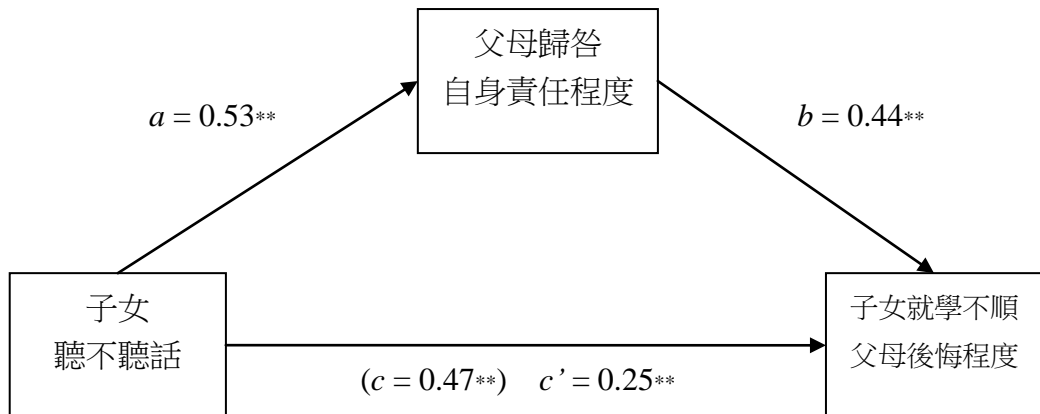 父母歸咎
自身責任程度
a = 0.53**
b = 0.44**
子女
聽不聽話
子女就學不順
父母後悔程度
(c = 0.47**) c’ = 0.25**